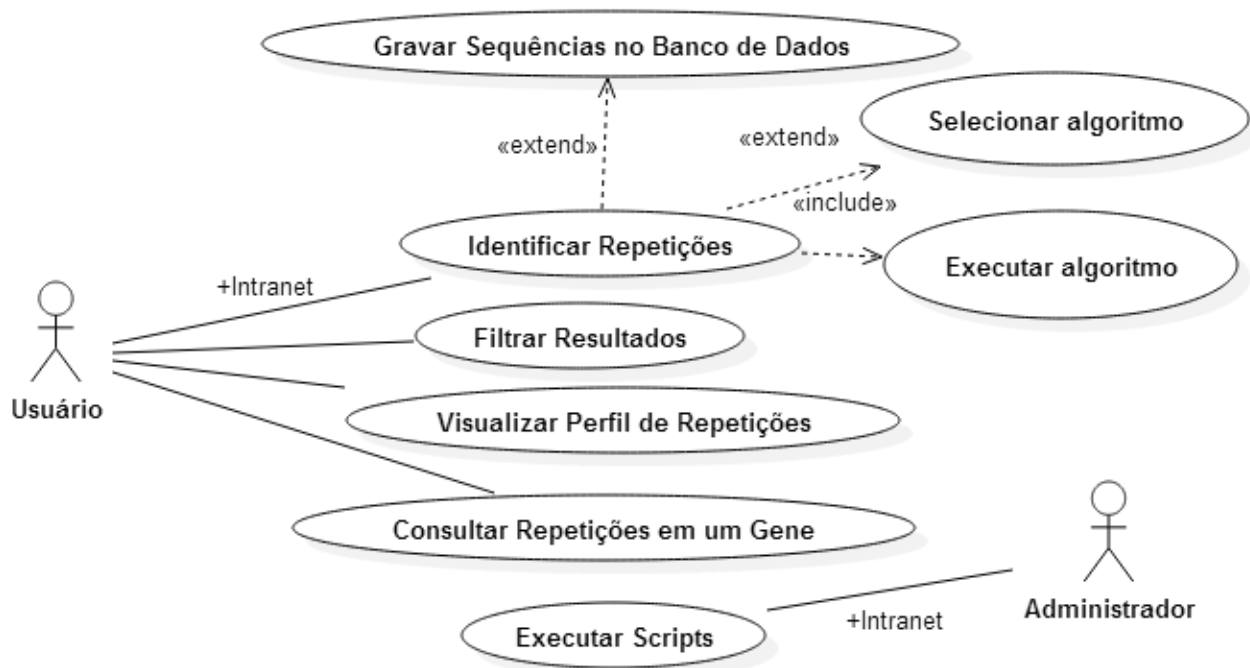 Gravar Sequências no Banco de Dados
Selecionar algoritmo
«extend»
«extend»
«include»
Identificar Repetições
Executar algoritmo
+Intranet
Filtrar Resultados
Usuário
Visualizar Perfil de Repetições
Consultar Repetições em um Gene
Administrador
+Intranet
Executar Scripts